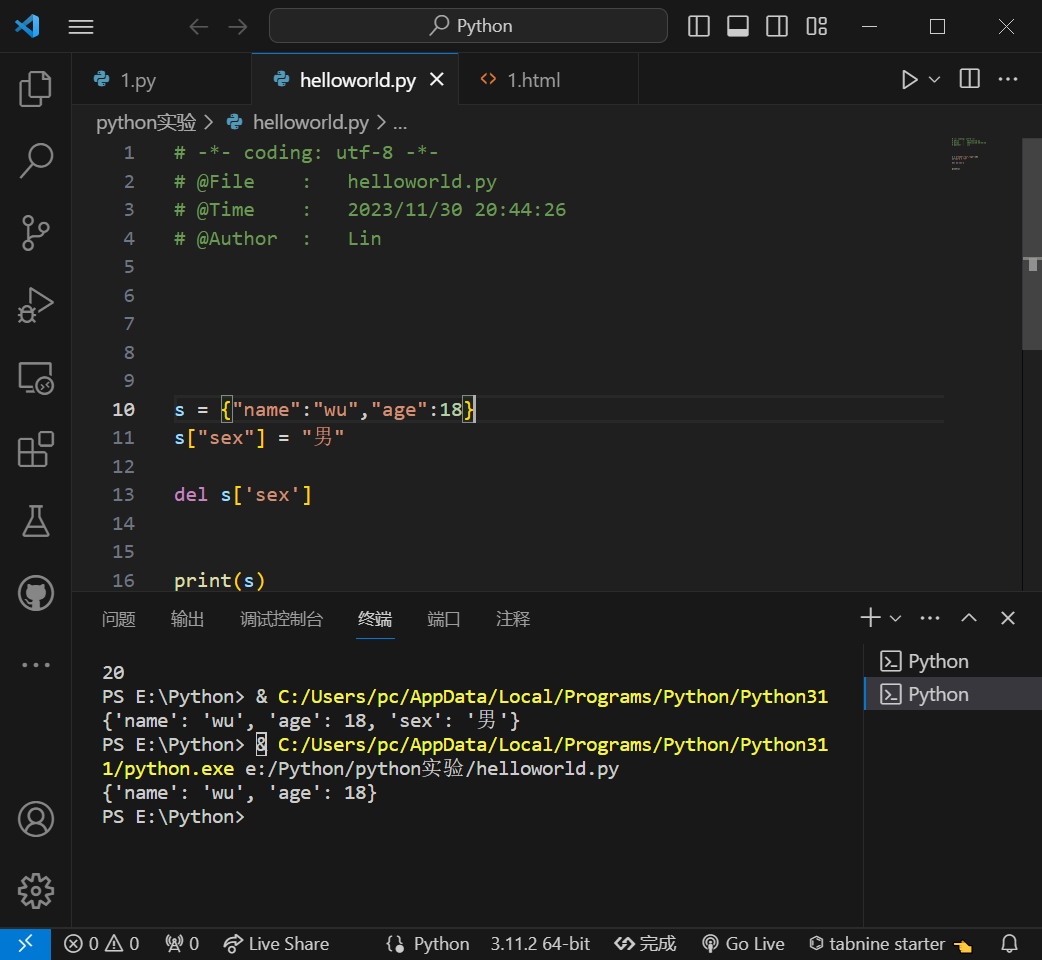 Python
1.py
helloworld.py
1.html
python实验 > helloworld.py > ...
1 # -*- coding: utf-8 -*-
2 # @File : helloworld.py
3 # @Time : 2023/11/30 20:44:26
4 # @Author : Lin
5
6
7
8
9
10 s = {"name":"wu","age":18}
11 s["sex"] = "男"
12
13 del s['sex']
14
15
16 print(s)
问题 输出 调试控制台 终端 端口 注释
20
PS E:\Python> & C:/Users/pc/AppData/Local/Programs/Python/Python31
{'name': 'wu', 'age': 18, 'sex': '男'}
PS E:\Python> & C:/Users/pc/AppData/Local/Programs/Python/Python31
1/python.exe e:/Python/python实验/helloworld.py
{'name': 'wu', 'age': 18}
PS E:\Python>
Python
Python
0 0 0 Live Share Python 3.11.2 64-bit 完成 Go Live tabnine starter